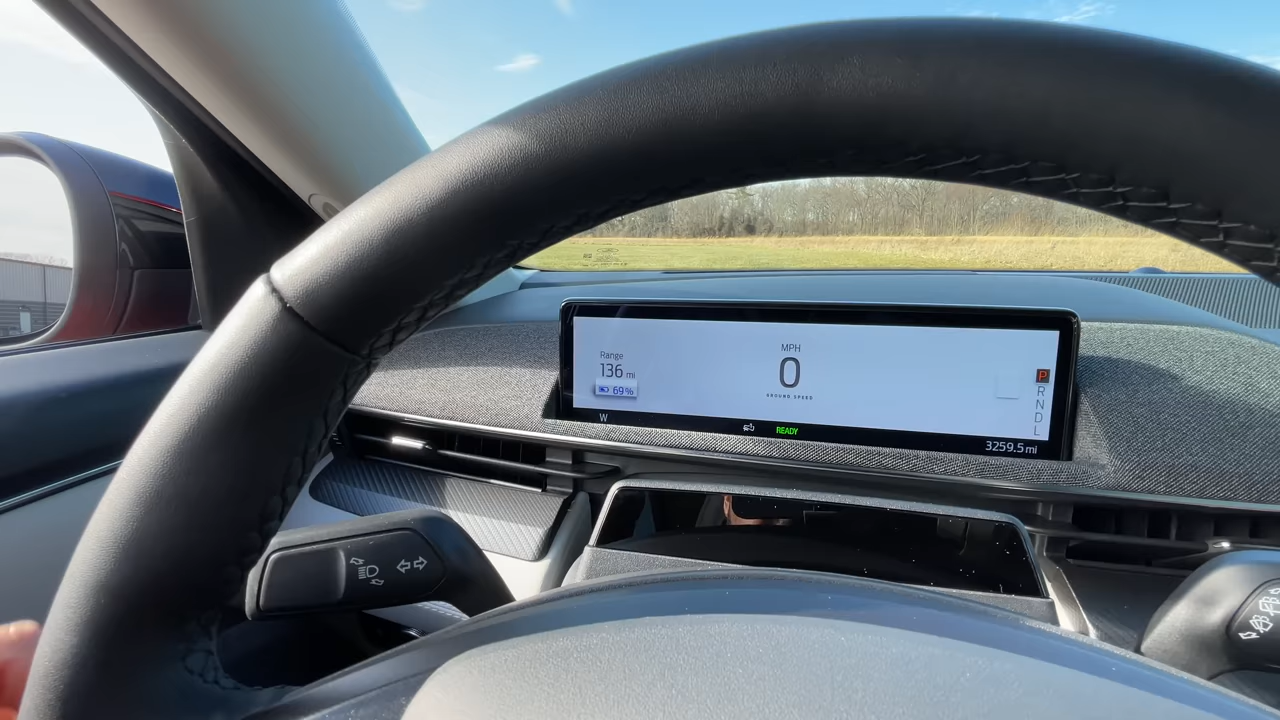 Range
136 mi
69%
MPH
0
GROUND SPEED
P
R
N
D
L
W
READY
3259.5 mi